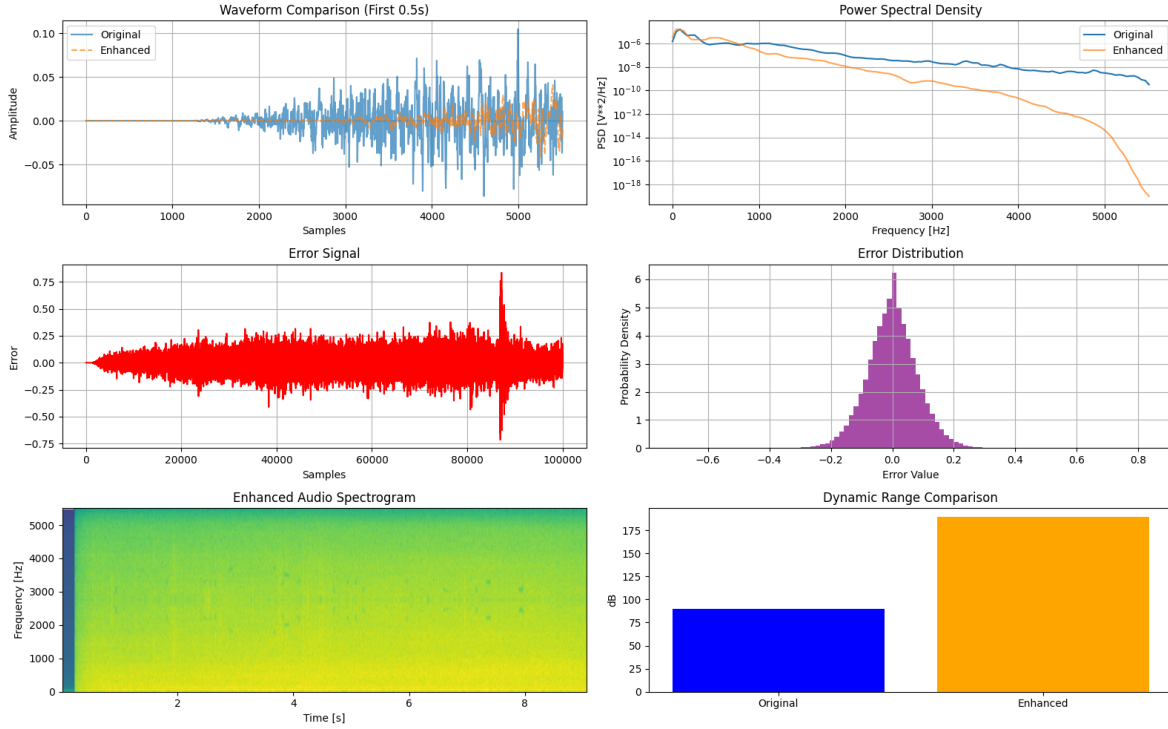 Waveform Comparison (First 0.5s)
Original
Enhanced
0.10
0.05
0.00
−0.05
Amplitude
0 1000 2000 3000 4000 5000
Samples
Power Spectral Density
Original
Enhanced
10⁻⁶
10⁻⁸
10⁻¹⁰
10⁻¹²
10⁻¹⁴
10⁻¹⁶
10⁻¹⁸
PSD [V**2/Hz]
0 1000 2000 3000 4000 5000
Frequency [Hz]
Error Signal
0.75
0.50
0.25
0.00
−0.25
−0.50
−0.75
Error
0 20000 40000 60000 80000 100000
Samples
Error Distribution
6
5
4
3
2
1
0
Probability Density
−0.6 −0.4 −0.2 0.0 0.2 0.4 0.6 0.8
Error Value
Enhanced Audio Spectrogram
5000
4000
3000
2000
1000
0
Frequency [Hz]
2 4 6 8
Time [s]
Dynamic Range Comparison
175
150
125
100
75
50
25
0
dB
Original Enhanced